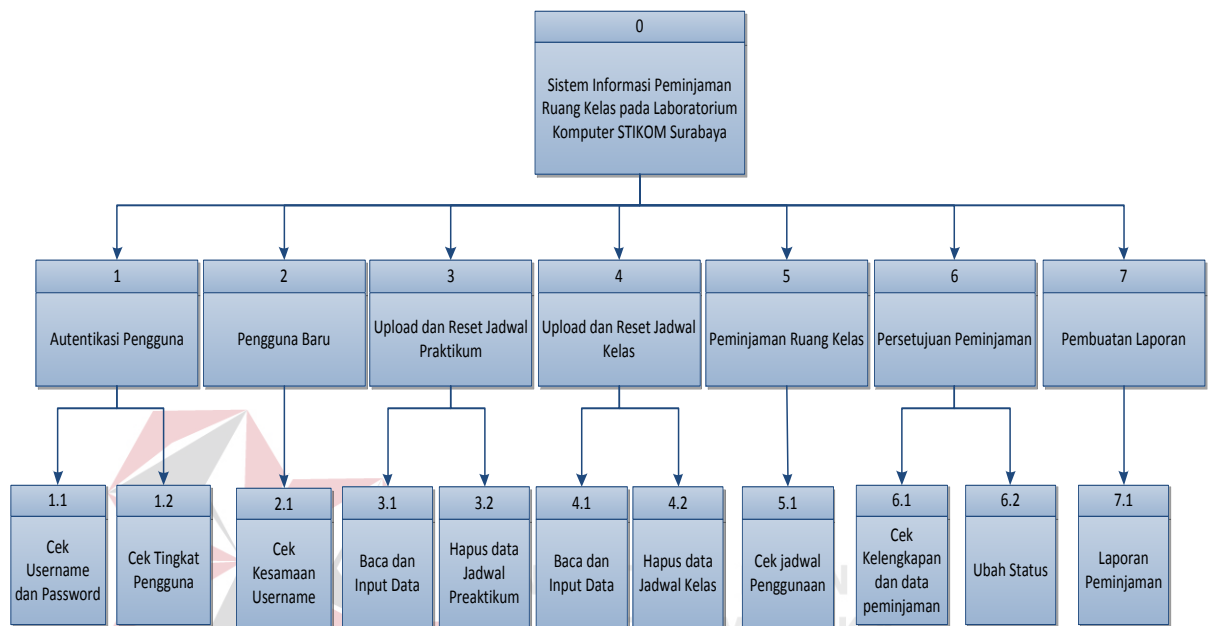 0
Sistem Informasi Peminjaman
Ruang Kelas pada Laboratorium
Komputer STIKOM Surabaya
1
Autentikasi Pengguna
2
Pengguna Baru
3
Upload dan Reset Jadwal
Praktikum
4
Upload dan Reset Jadwal
Kelas
5
Peminjaman Ruang Kelas
6
Persetujuan Peminjaman
7
Pembuatan Laporan
1.1
Cek
Username
dan Password
1.2
Cek Tingkat
Pengguna
2.1
Cek
Kesamaan
Username
3.1
Baca dan
Input Data
3.2
Hapus data
Jadwal
Preaktikum
4.1
Baca dan
Input Data
4.2
Hapus data
Jadwal Kelas
5.1
Cek jadwal
Penggunaan
6.1
Cek
Kelengkapan
dan data
peminjaman
6.2
Ubah Status
7.1
Laporan
Peminjaman